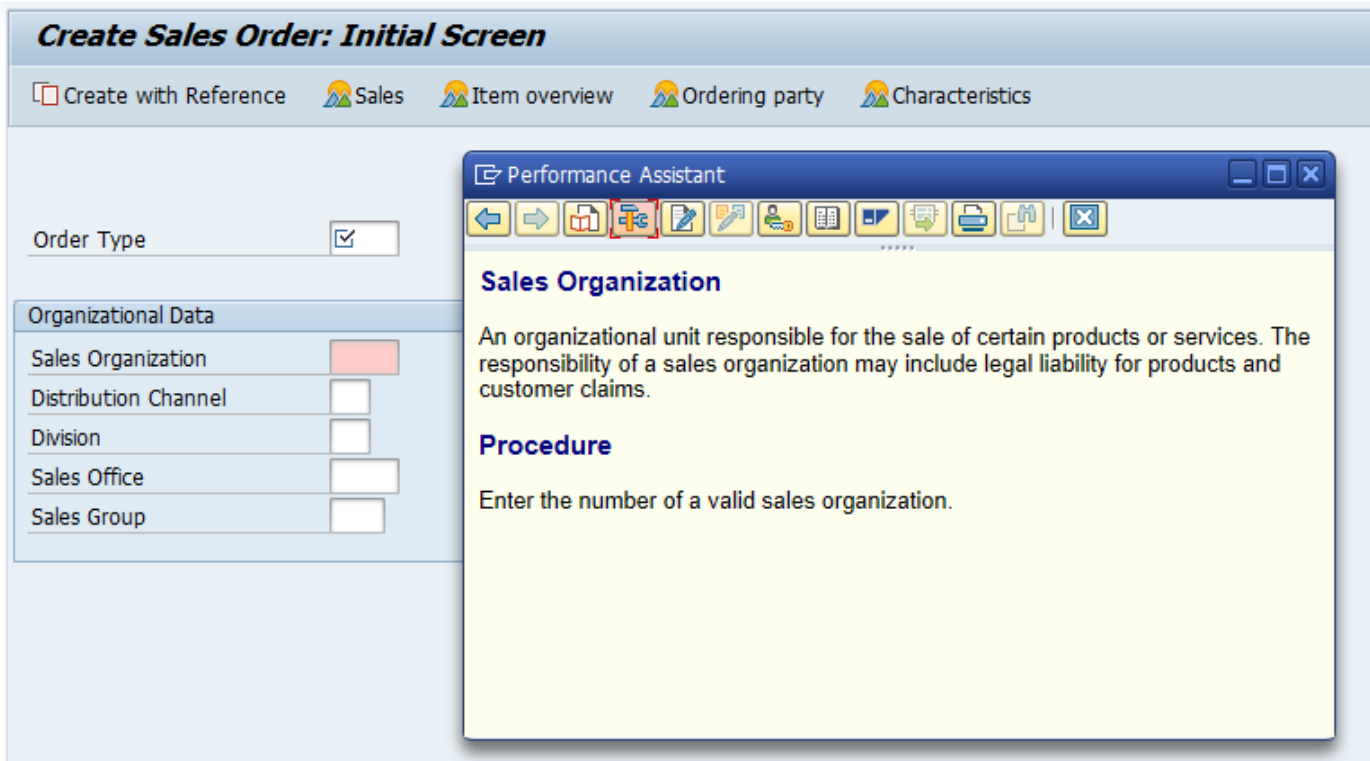 Create Sales Order: Initial Screen
Create with Reference Sales Item overview Ordering party Characteristics
Order Type
Organizational Data
Sales Organization
Distribution Channel
Division
Sales Office
Sales Group
Performance Assistant
Sales Organization
An organizational unit responsible for the sale of certain products or services. The
responsibility of a sales organization may include legal liability for products and
customer claims.
Procedure
Enter the number of a valid sales organization.